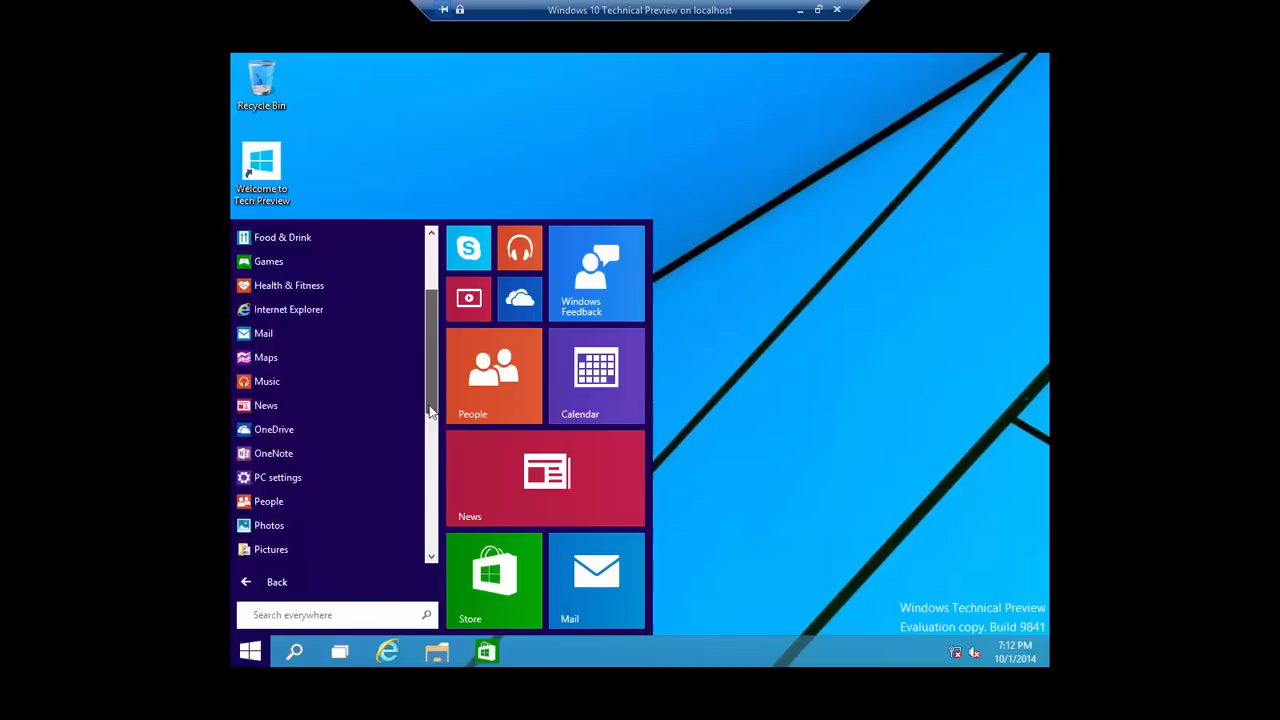 Windows 10 Technical Preview on localhost
Recycle Bin
Welcome to
Tech Preview
Food & Drink
Games
Health & Fitness
Internet Explorer
Mail
Maps
Music
News
OneDrive
OneNote
PC settings
People
Photos
Pictures
Back
Search everywhere
Windows
Feedback
People
Calendar
News
Store
Mail
Windows Technical Preview
Evaluation copy. Build 9841
7:12 PM
10/1/2014